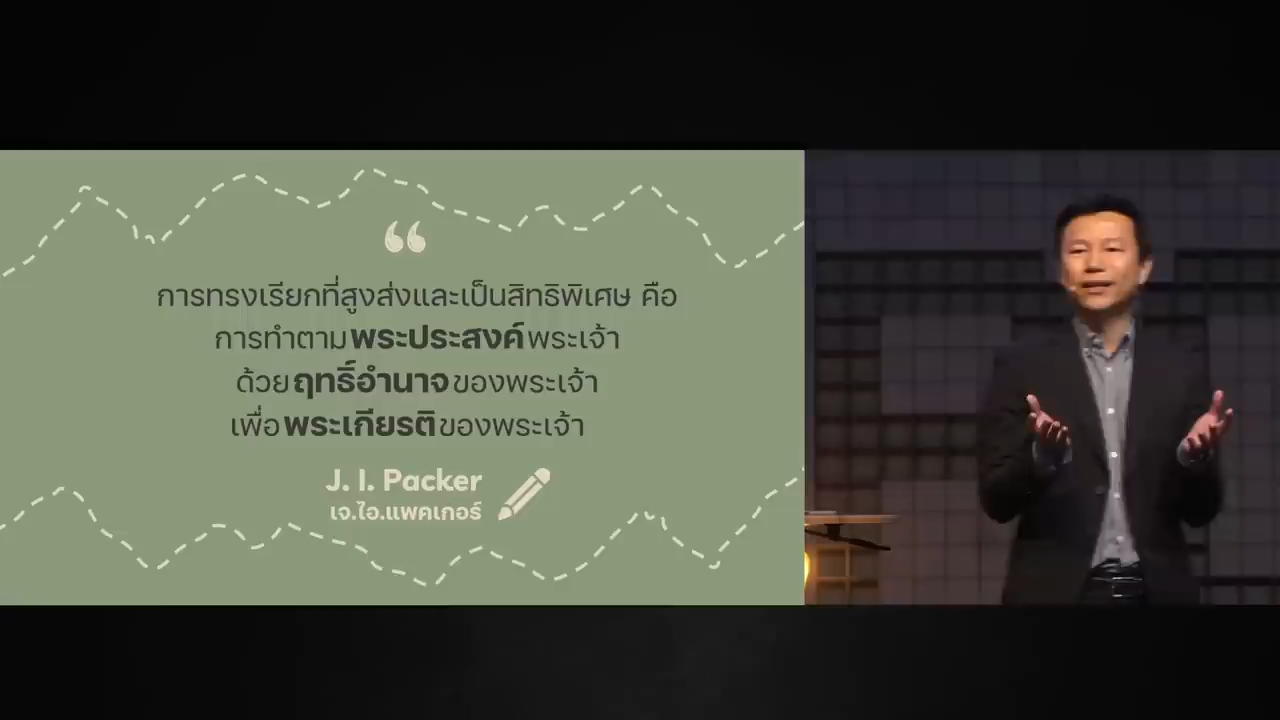 การทรงเรียกที่สูงส่งและเป็นสิทธิพิเศษ คือ
การทำตามพระประสงค์พระเจ้า
ด้วยฤทธิ์อำนาจของพระเจ้า
เพื่อพระเกียรติของพระเจ้า
J. I. Packer
เจ.ไอ.แพคเกอร์